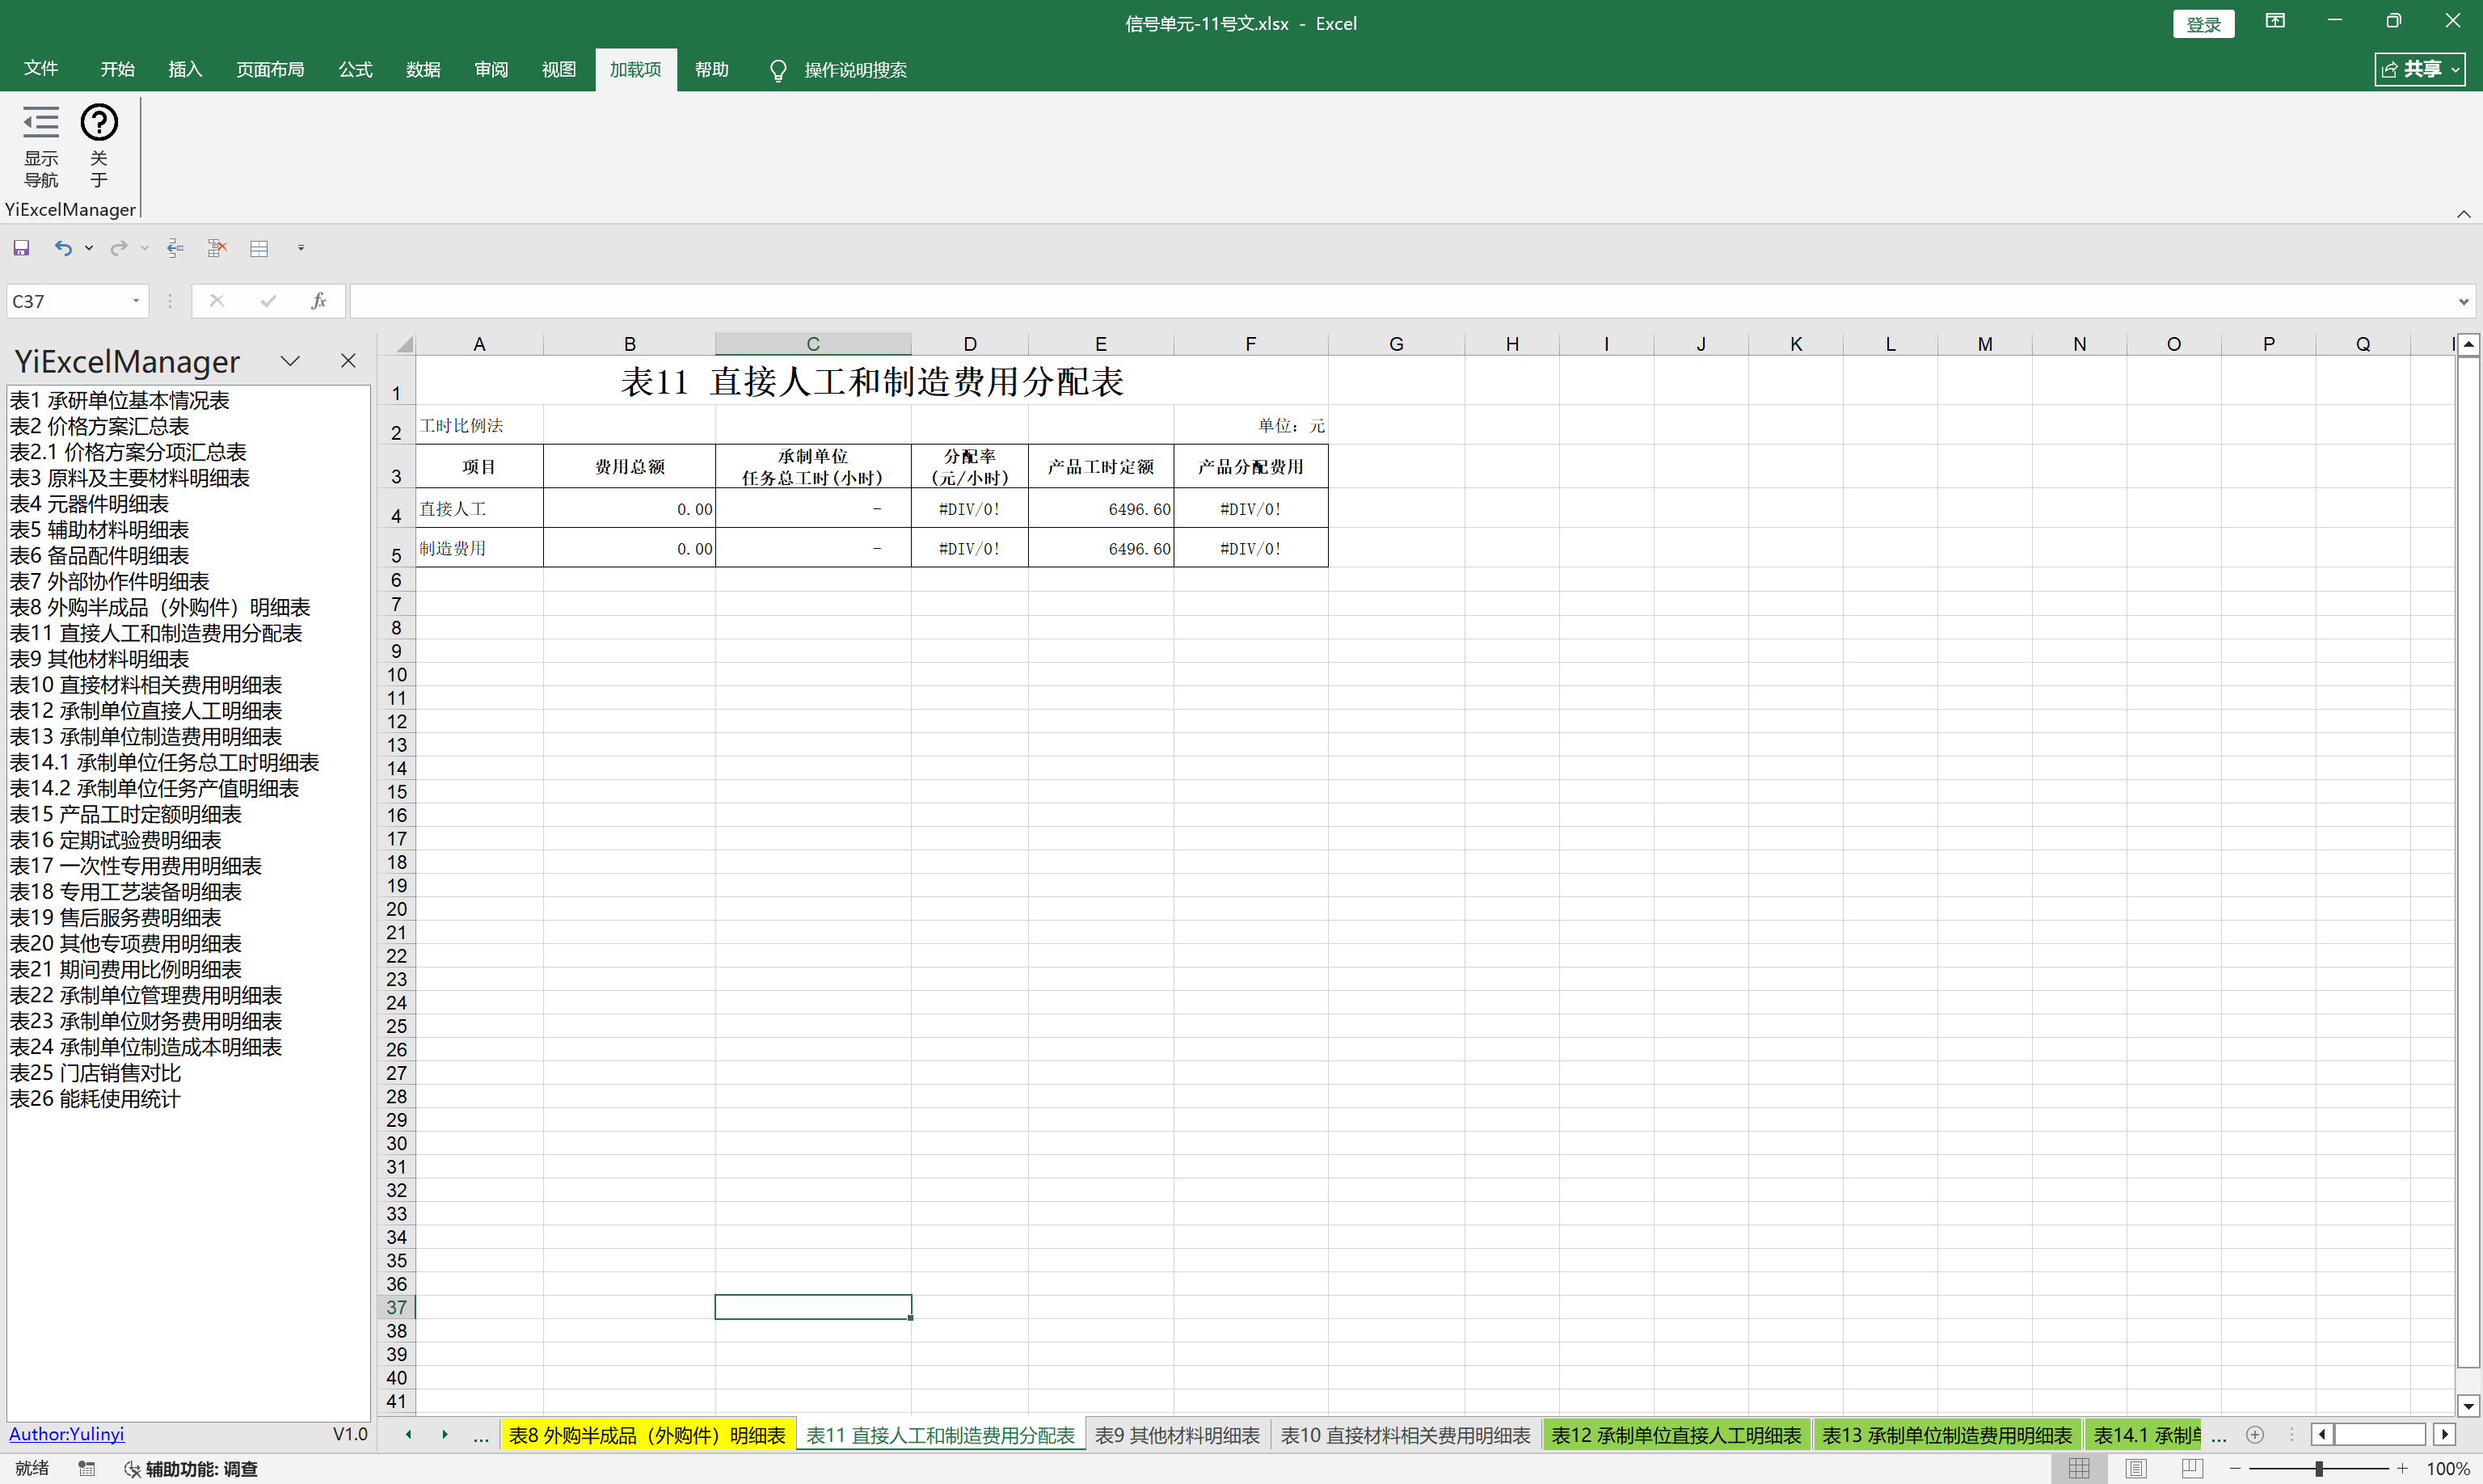 信号单元-11号文.xlsx - Excel
登录
文件 开始 插入 页面布局 公式 数据 审阅 视图 加载项 帮助 操作说明搜索 共享
显示导航
关于
YiExcelManager
C37
fx
YiExcelManager
表1 承研单位基本情况表
表2 价格方案汇总表
表2.1 价格方案分项汇总表
表3 原料及主要材料明细表
表4 元器件明细表
表5 辅助材料明细表
表6 备品配件明细表
表7 外部协作件明细表
表8 外购半成品（外购件）明细表
表11 直接人工和制造费用分配表
表9 其他材料明细表
表10 直接材料相关费用明细表
表12 承制单位直接人工明细表
表13 承制单位制造费用明细表
表14.1 承制单位任务总工时明细表
表14.2 承制单位任务产值明细表
表15 产品工时定额明细表
表16 定期试验费明细表
表17 一次性专用费用明细表
表18 专用工艺装备明细表
表19 售后服务费明细表
表20 其他专项费用明细表
表21 期间费用比例明细表
表22 承制单位管理费用明细表
表23 承制单位财务费用明细表
表24 承制单位制造成本明细表
表25 门店销售对比
表26 能耗使用统计
Author:Yulinyi V1.0
A B C D E F G H I J K L M N O P Q
1 表11 直接人工和制造费用分配表
2 工时比例法 单位：元
3 项目 费用总额 承制单位任务总工时(小时) 分配率(元/小时) 产品工时定额 产品分配费用
4 直接人工 0.00 - #DIV/0! 6496.60 #DIV/0!
5 制造费用 0.00 - #DIV/0! 6496.60 #DIV/0!
6
7
8
9
10
11
12
13
14
15
16
17
18
19
20
21
22
23
24
25
26
27
28
29
30
31
32
33
34
35
36
37
38
39
40
41
... 表8 外购半成品（外购件）明细表 表11 直接人工和制造费用分配表 表9 其他材料明细表 表10 直接材料相关费用明细表 表12 承制单位直接人工明细表 表13 承制单位制造费用明细表 表14.1 承制 ...
就绪 辅助功能: 调查 100%